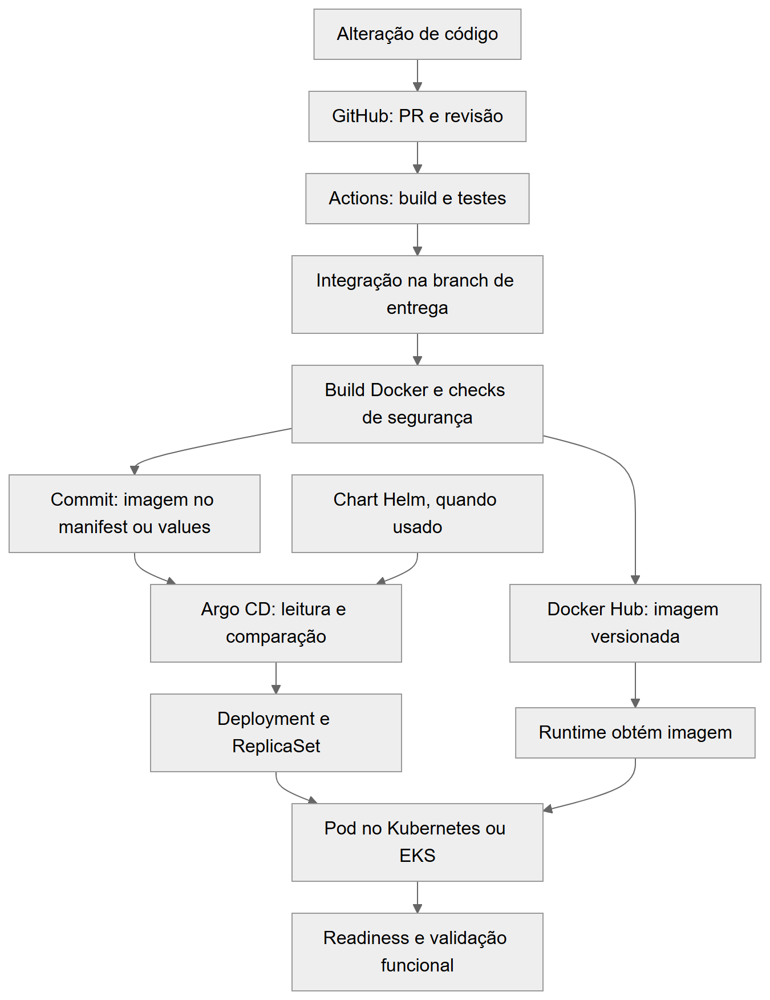 Alteração de código
GitHub: PR e revisão
Actions: build e testes
Integração na branch de
entrega
Build Docker e checks
de segurança
Commit: imagem no
manifest ou values
Chart Helm, quando
usado
Argo CD: leitura e
comparação
Docker Hub: imagem
versionada
Deployment e
ReplicaSet
Runtime obtém imagem
Pod no Kubernetes ou
EKS
Readiness e validação
funcional